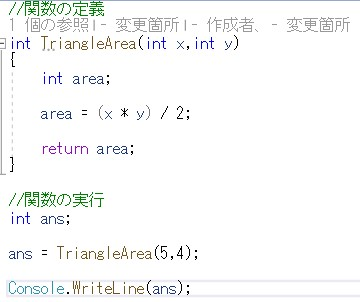 //関数の定義
1 個の参照|- 変更箇所|- 作成者、- 変更箇所
int TriangleArea(int x,int y)
{
int area;
area = (x * y) / 2;
return area;
}
//関数の実行
int ans;
ans = TriangleArea(5,4);
Console.WriteLine(ans);